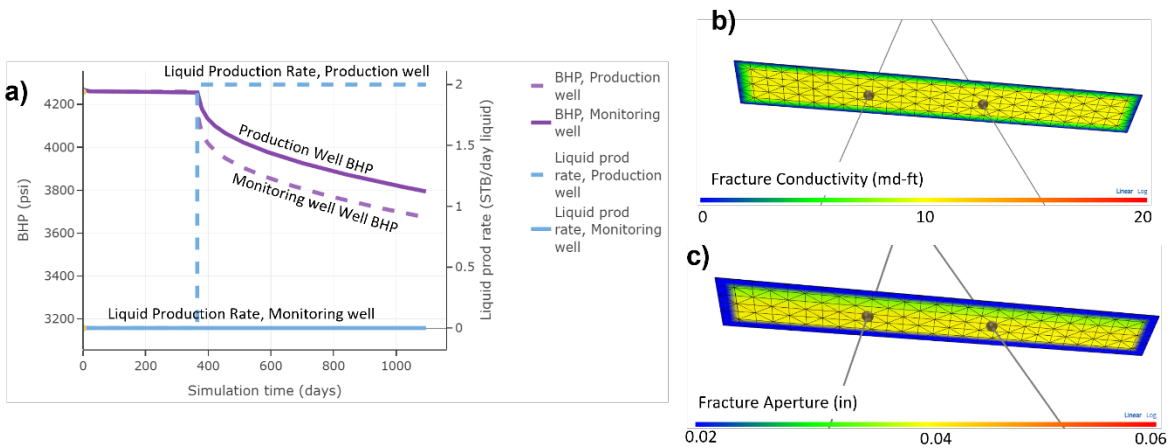 a)
Liquid Production Rate, Production well
Production Well BHP
Monitoring well Well BHP
Liquid Production Rate, Monitoring well
BHP (psi)
4200
4000
3800
3600
3400
3200
0
200
400
600
800
1000
Simulation time (days)
2
1.5
1
0.5
0
Liquid prod rate (STB/day liquid)
BHP, Production
well
BHP, Monitoring
well
Liquid prod
rate, Production
well
Liquid prod
rate, Monitoring
well
b)
Fracture Conductivity (md-ft)
Linear Log
0 10 20
c)
Fracture Aperture (in)
Linear Log
0.02 0.04 0.06